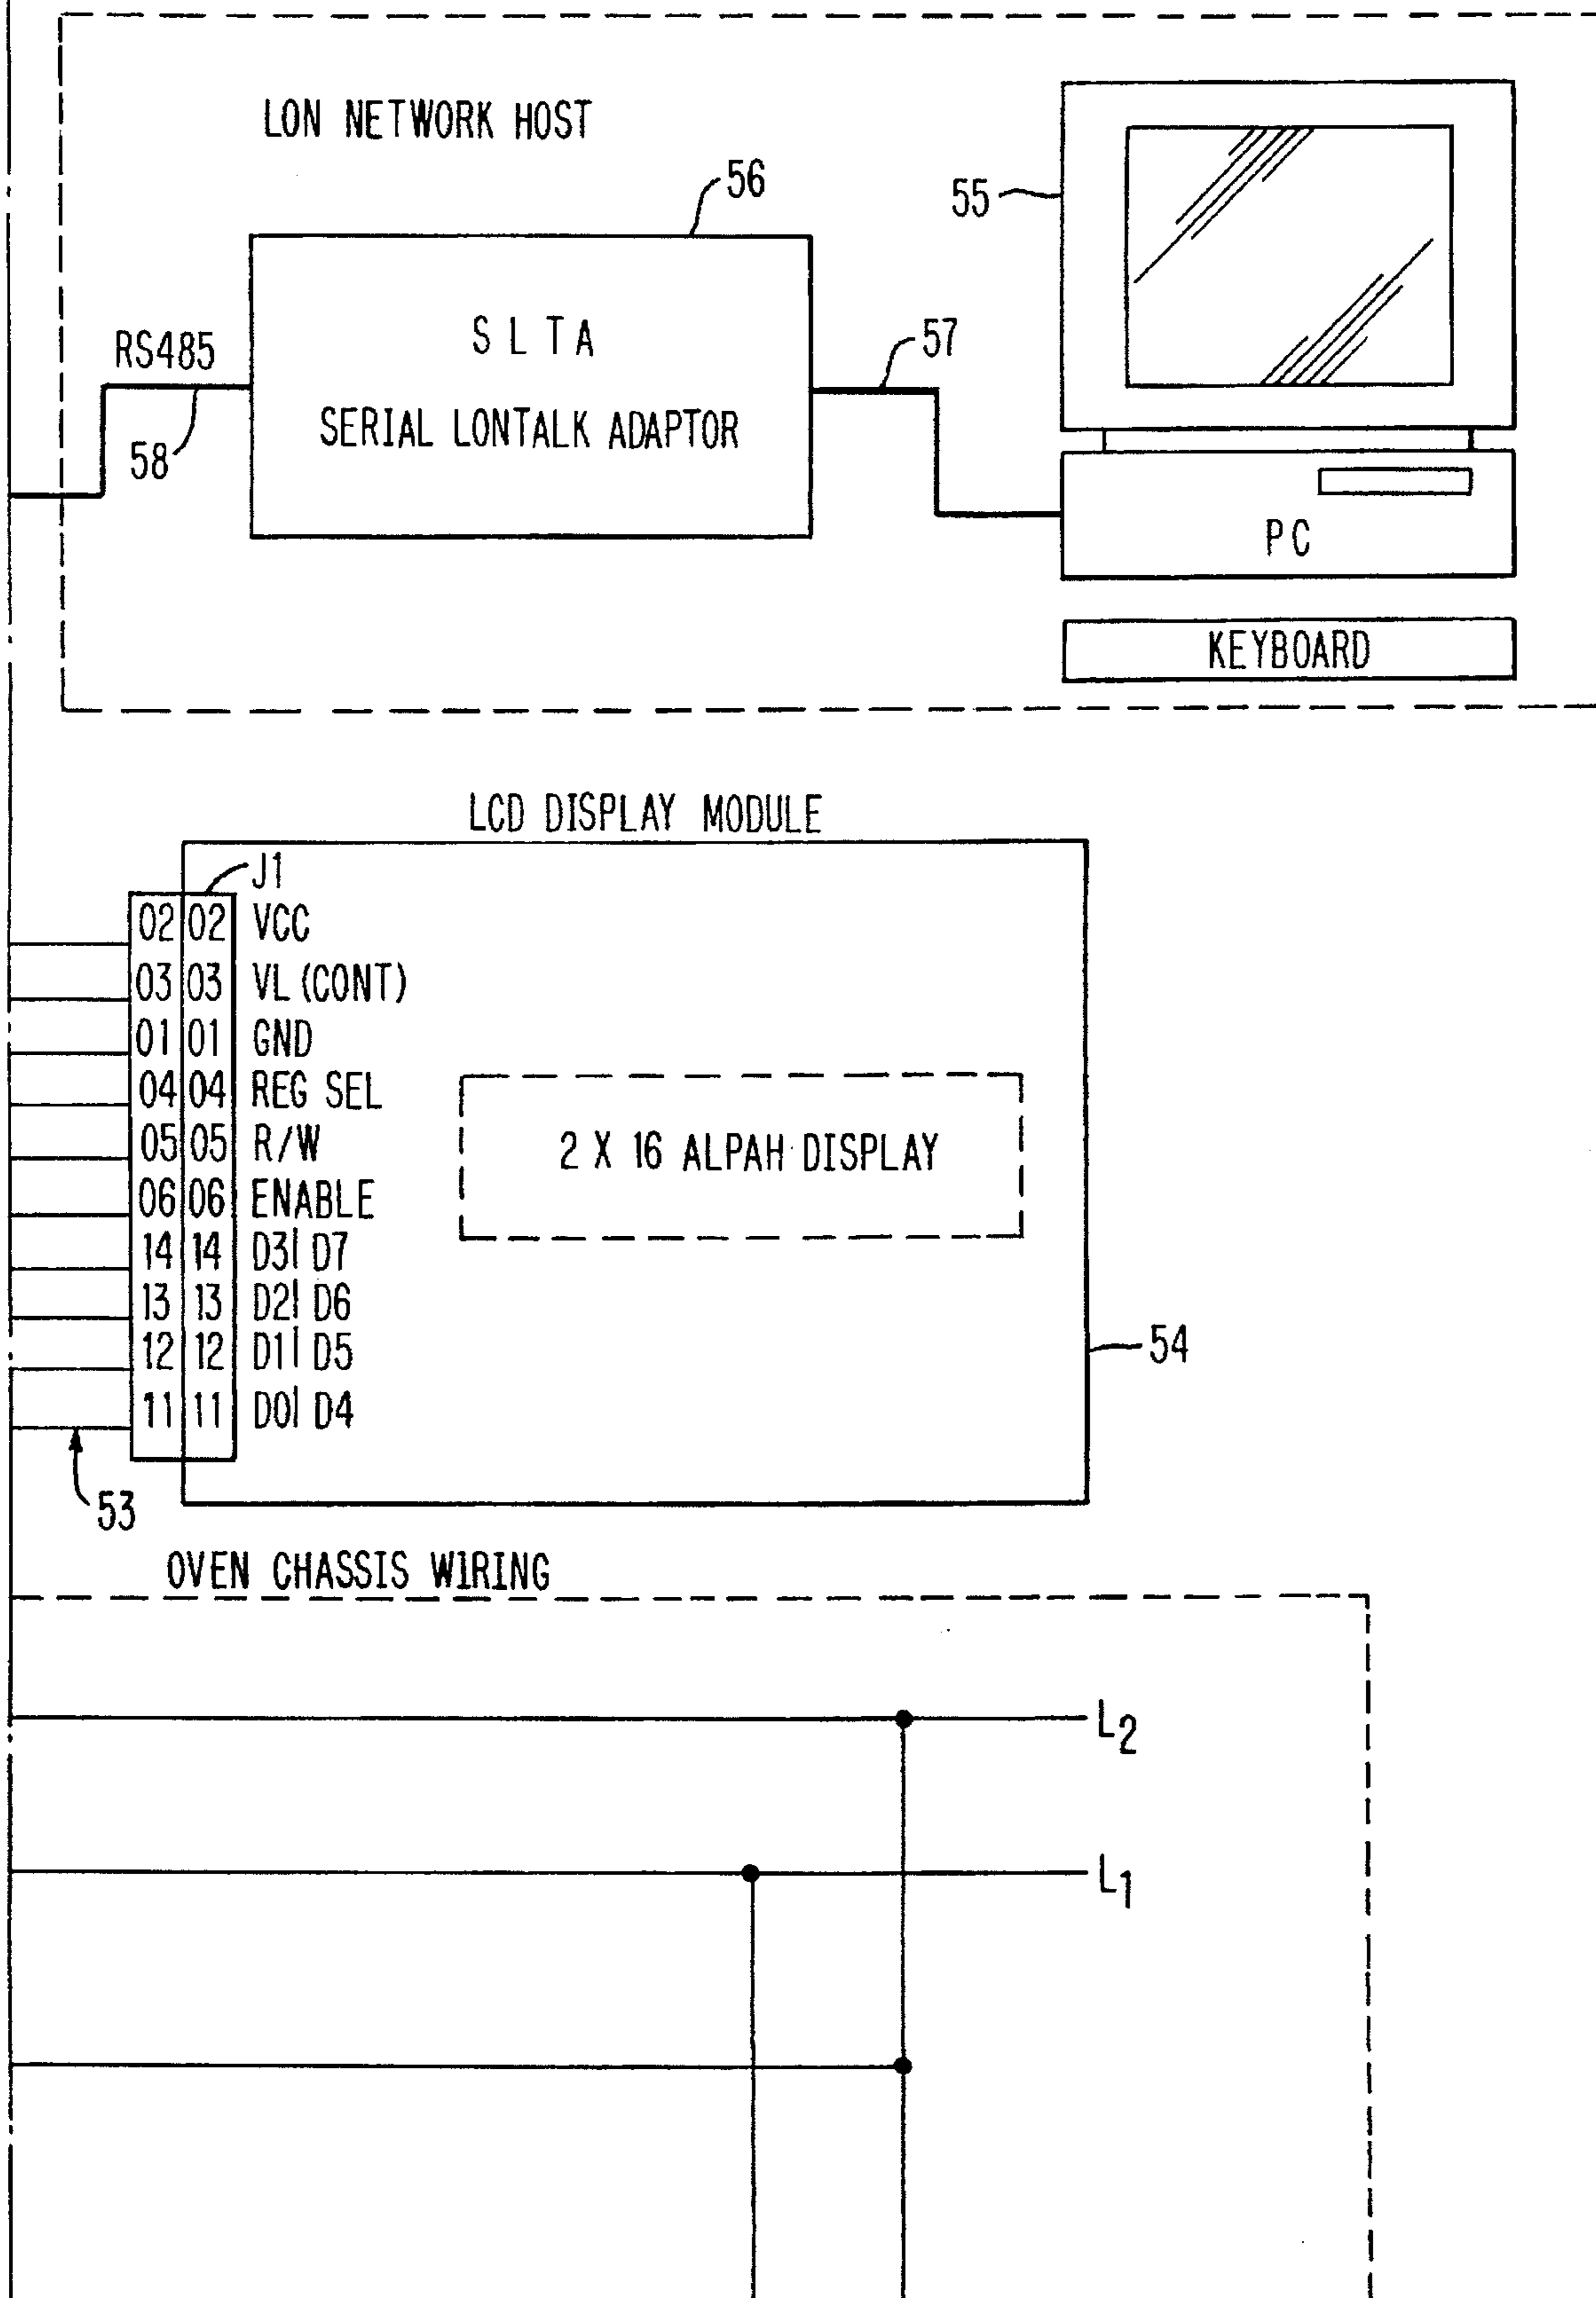 LON NETWORK HOST
56
55
RS485
58
S L T A
SERIAL LONTALK ADAPTOR
57
PC
KEYBOARD
LCD DISPLAY MODULE
J1
02 02 VCC
03 03 VL (CONT)
01 01 GND
04 04 REG SEL
05 05 R/W
06 06 ENABLE
14 14 D3| D7
13 13 D2| D6
12 12 D1| D5
11 11 D0| D4
2 X 16 ALPAH DISPLAY
54
53
OVEN CHASSIS WIRING
L2
L1